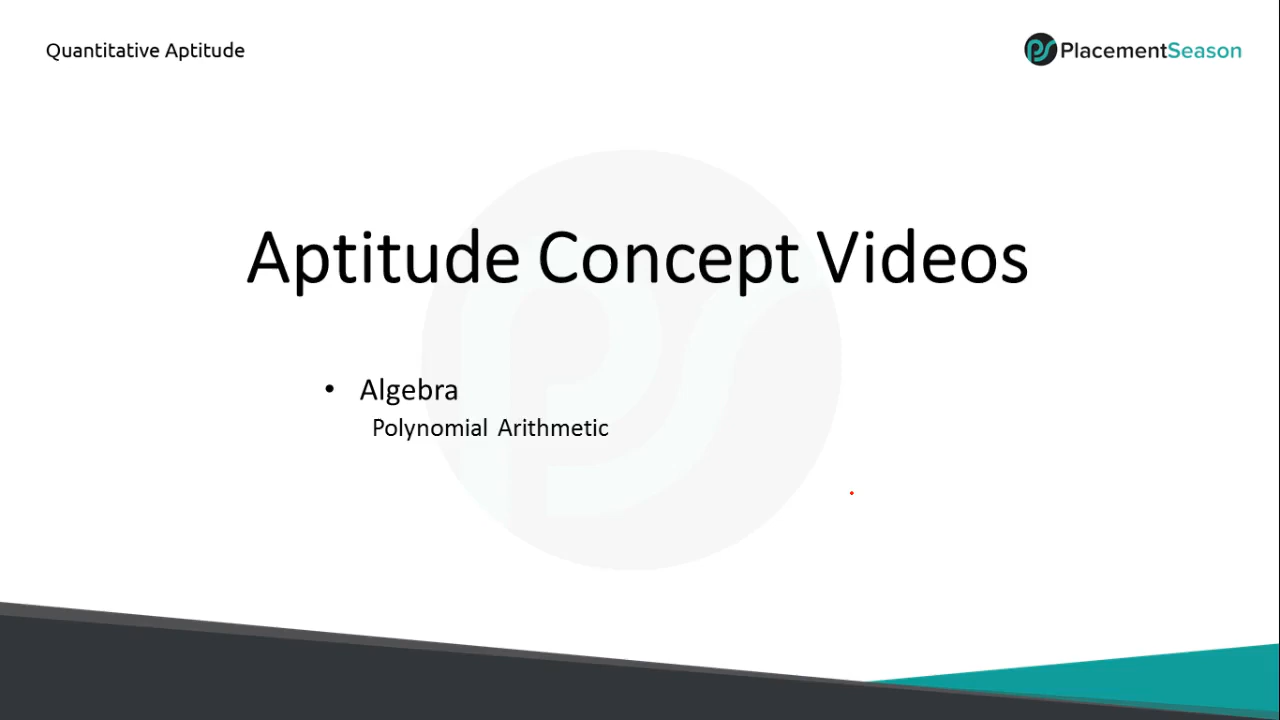 Quantitative Aptitude
PlacementSeason
Aptitude Concept Videos
• Algebra
Polynomial Arithmetic